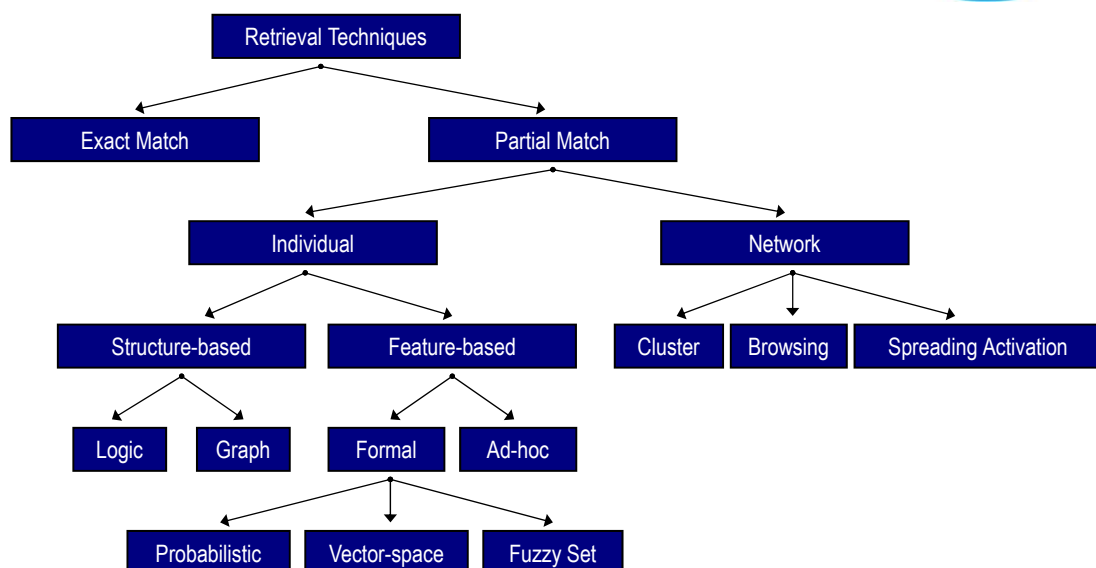 Retrieval Techniques
Exact Match
Partial Match
Individual
Network
Structure-based
Feature-based
Cluster
Browsing
Spreading Activation
Logic
Graph
Formal
Ad-hoc
Probabilistic
Vector-space
Fuzzy Set